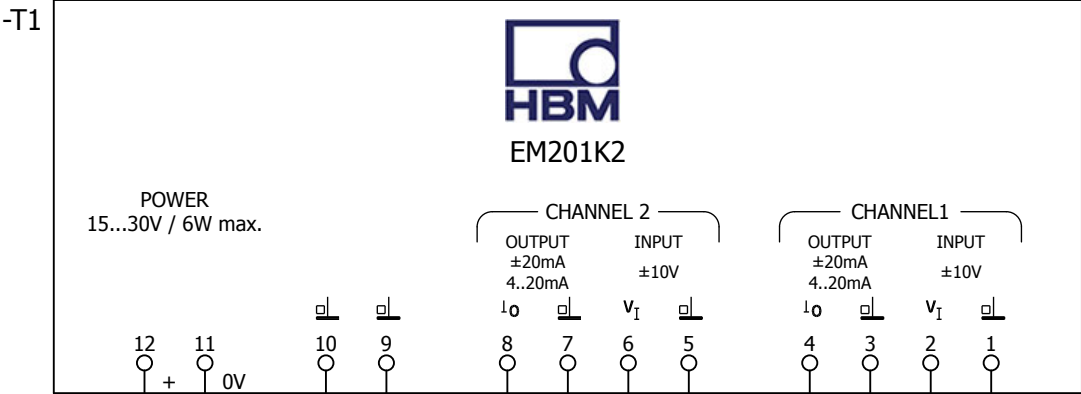 -T1
HBM
EM201K2
POWER
15...30V / 6W max.
CHANNEL 2
OUTPUT
±20mA
4..20mA
INPUT
±10V
CHANNEL1
OUTPUT
±20mA
4..20mA
INPUT
±10V
Io VI
Io VI
12 11 10 9 8 7 6 5 4 3 2 1
+ 0V